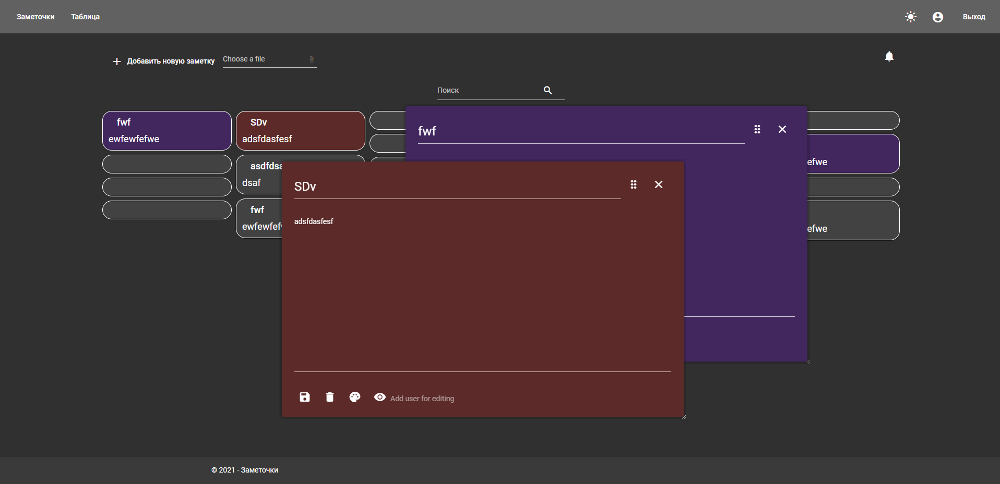 Заметочки
Таблица
Выход
Добавить новую заметку
Choose a file
Поиск
fwf
ewfewfefwe
SDv
adsfdasfesf
asdfdsa
dsaf
fwf
ewfewfef
fwf
SDv
adsfdasfesf
Add user for editing
efwe
efwe
© 2021 - Заметочки